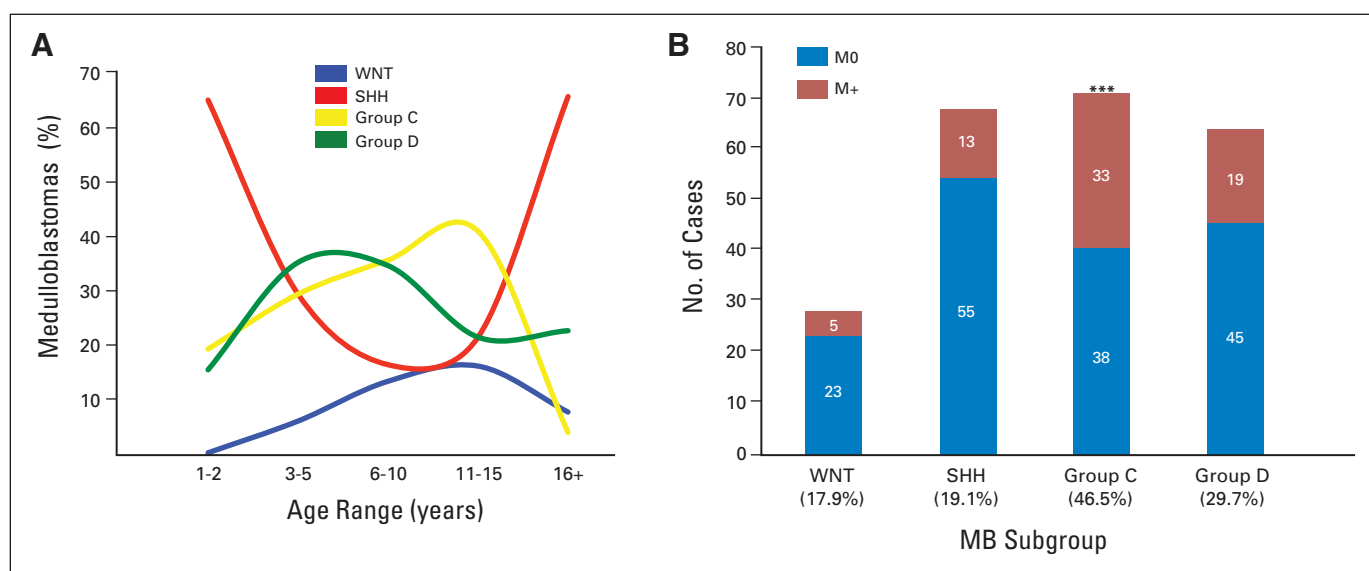 A
Medulloblastomas (%)
70
60
50
40
30
20
10
WNT
SHH
Group C
Group D
1-2
3-5
6-10
11-15
16+
Age Range (years)
B
No. of Cases
80
70
60
50
40
30
20
10
0
M0
M+
***
5
23
13
55
33
38
19
45
WNT
(17.9%)
SHH
(19.1%)
Group C
(46.5%)
Group D
(29.7%)
MB Subgroup